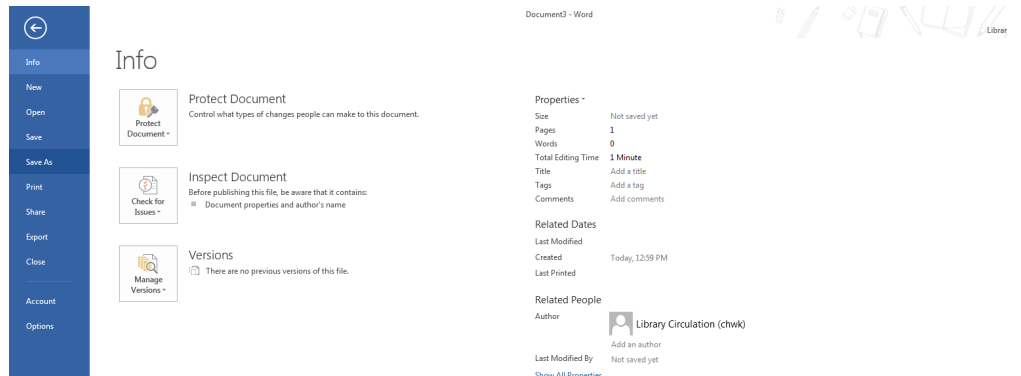 Document3 - Word
Librar
Info
New
Open
Save
Save As
Print
Share
Export
Close
Account
Options
Info
Protect Document
Control what types of changes people can make to this document.
Protect
Document
Inspect Document
Before publishing this file, be aware that it contains:
Document properties and author's name
Check for
Issues
Versions
There are no previous versions of this file.
Manage
Versions
Properties
Size Not saved yet
Pages 1
Words 0
Total Editing Time 1 Minute
Title Add a title
Tags Add a tag
Comments Add comments
Related Dates
Last Modified
Created Today, 12:59 PM
Last Printed
Related People
Author Library Circulation (chwk)
Add an author
Last Modified By Not saved yet
Show All Properties